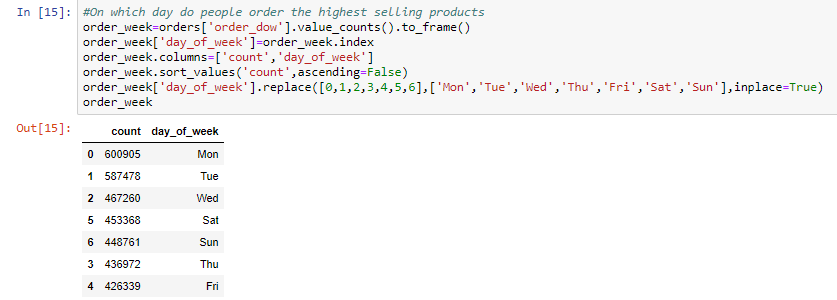 In [15]: #On which day do people order the highest selling products
order_week=orders['order_dow'].value_counts().to_frame()
order_week['day_of_week']=order_week.index
order_week.columns=['count','day_of_week']
order_week.sort_values('count',ascending=False)
order_week['day_of_week'].replace([0,1,2,3,4,5,6],['Mon','Tue','Wed','Thu','Fri','Sat','Sun'],inplace=True)
order_week
Out[15]:
count day_of_week
0 600905 Mon
1 587478 Tue
2 467260 Wed
5 453368 Sat
6 448761 Sun
3 436972 Thu
4 426339 Fri